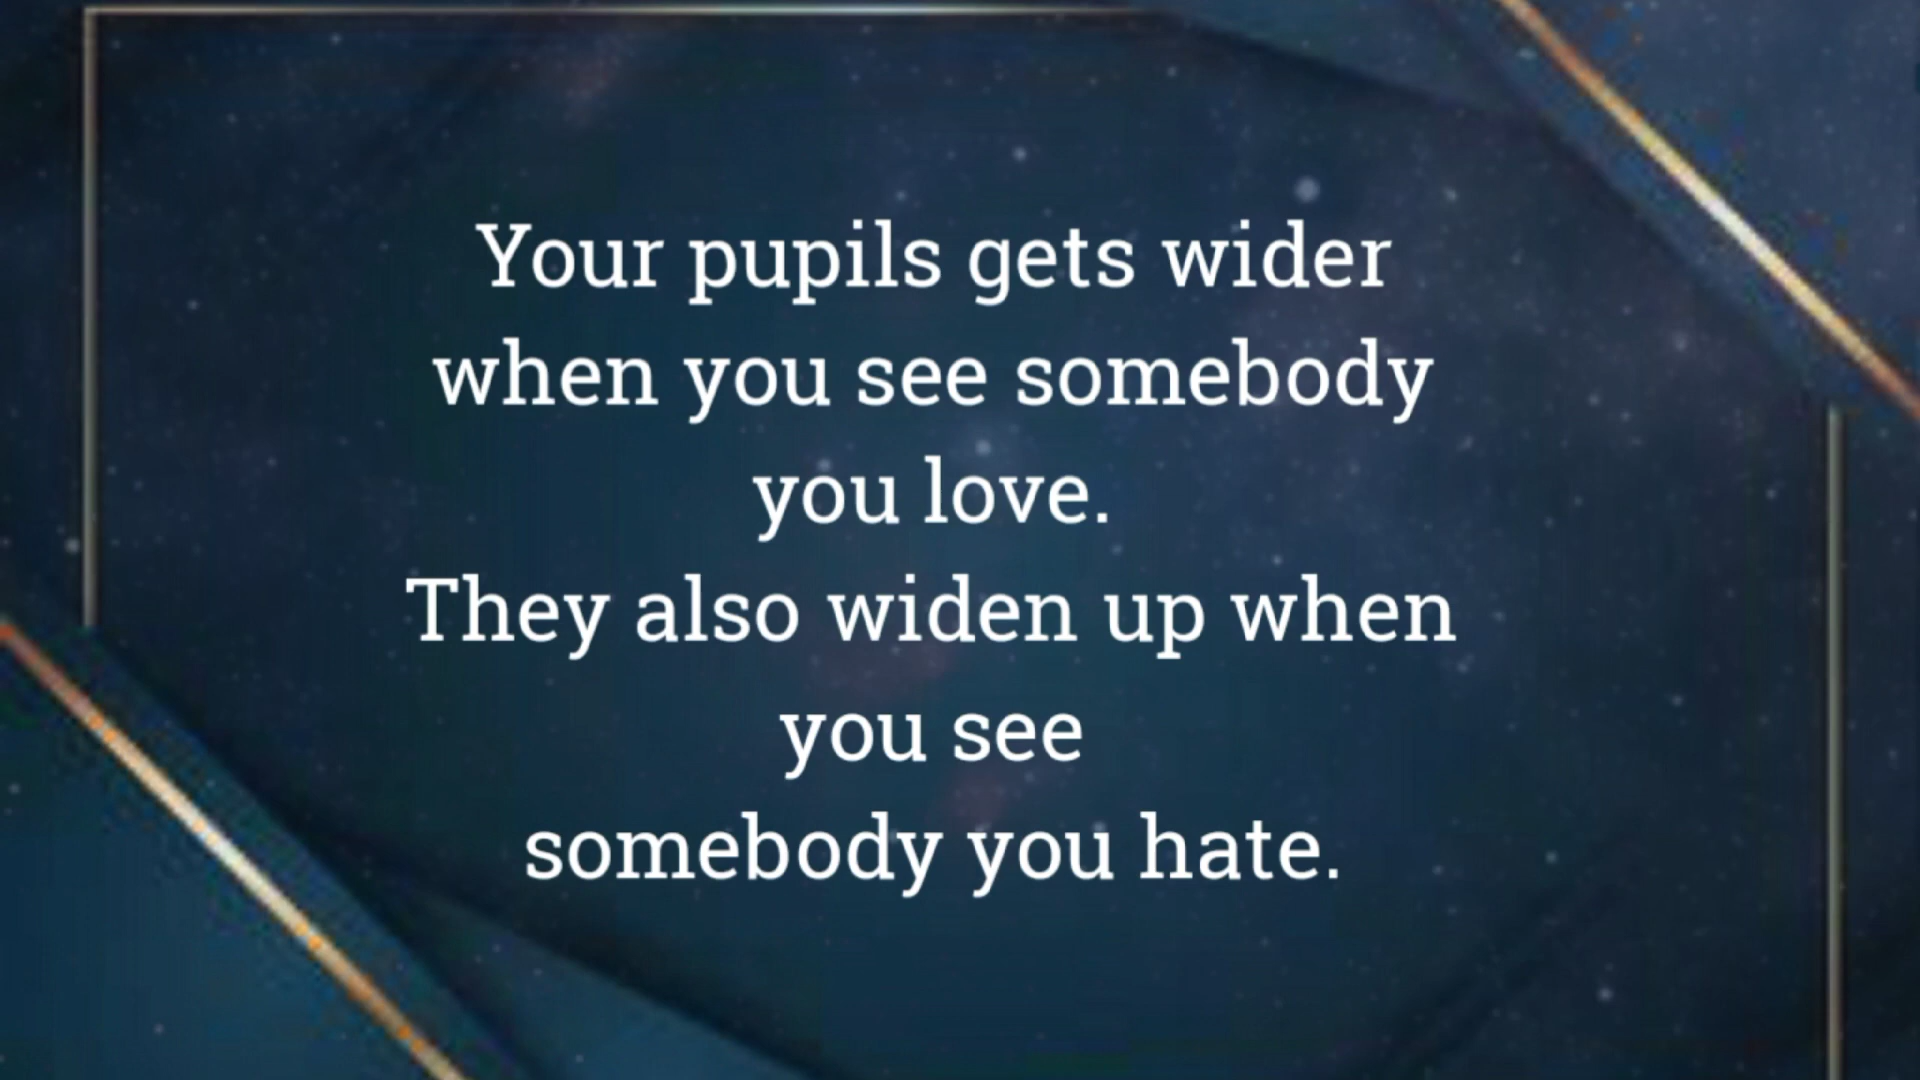 Your pupils gets wider
when you see somebody
you love.
They also widen up when
you see
somebody you hate.